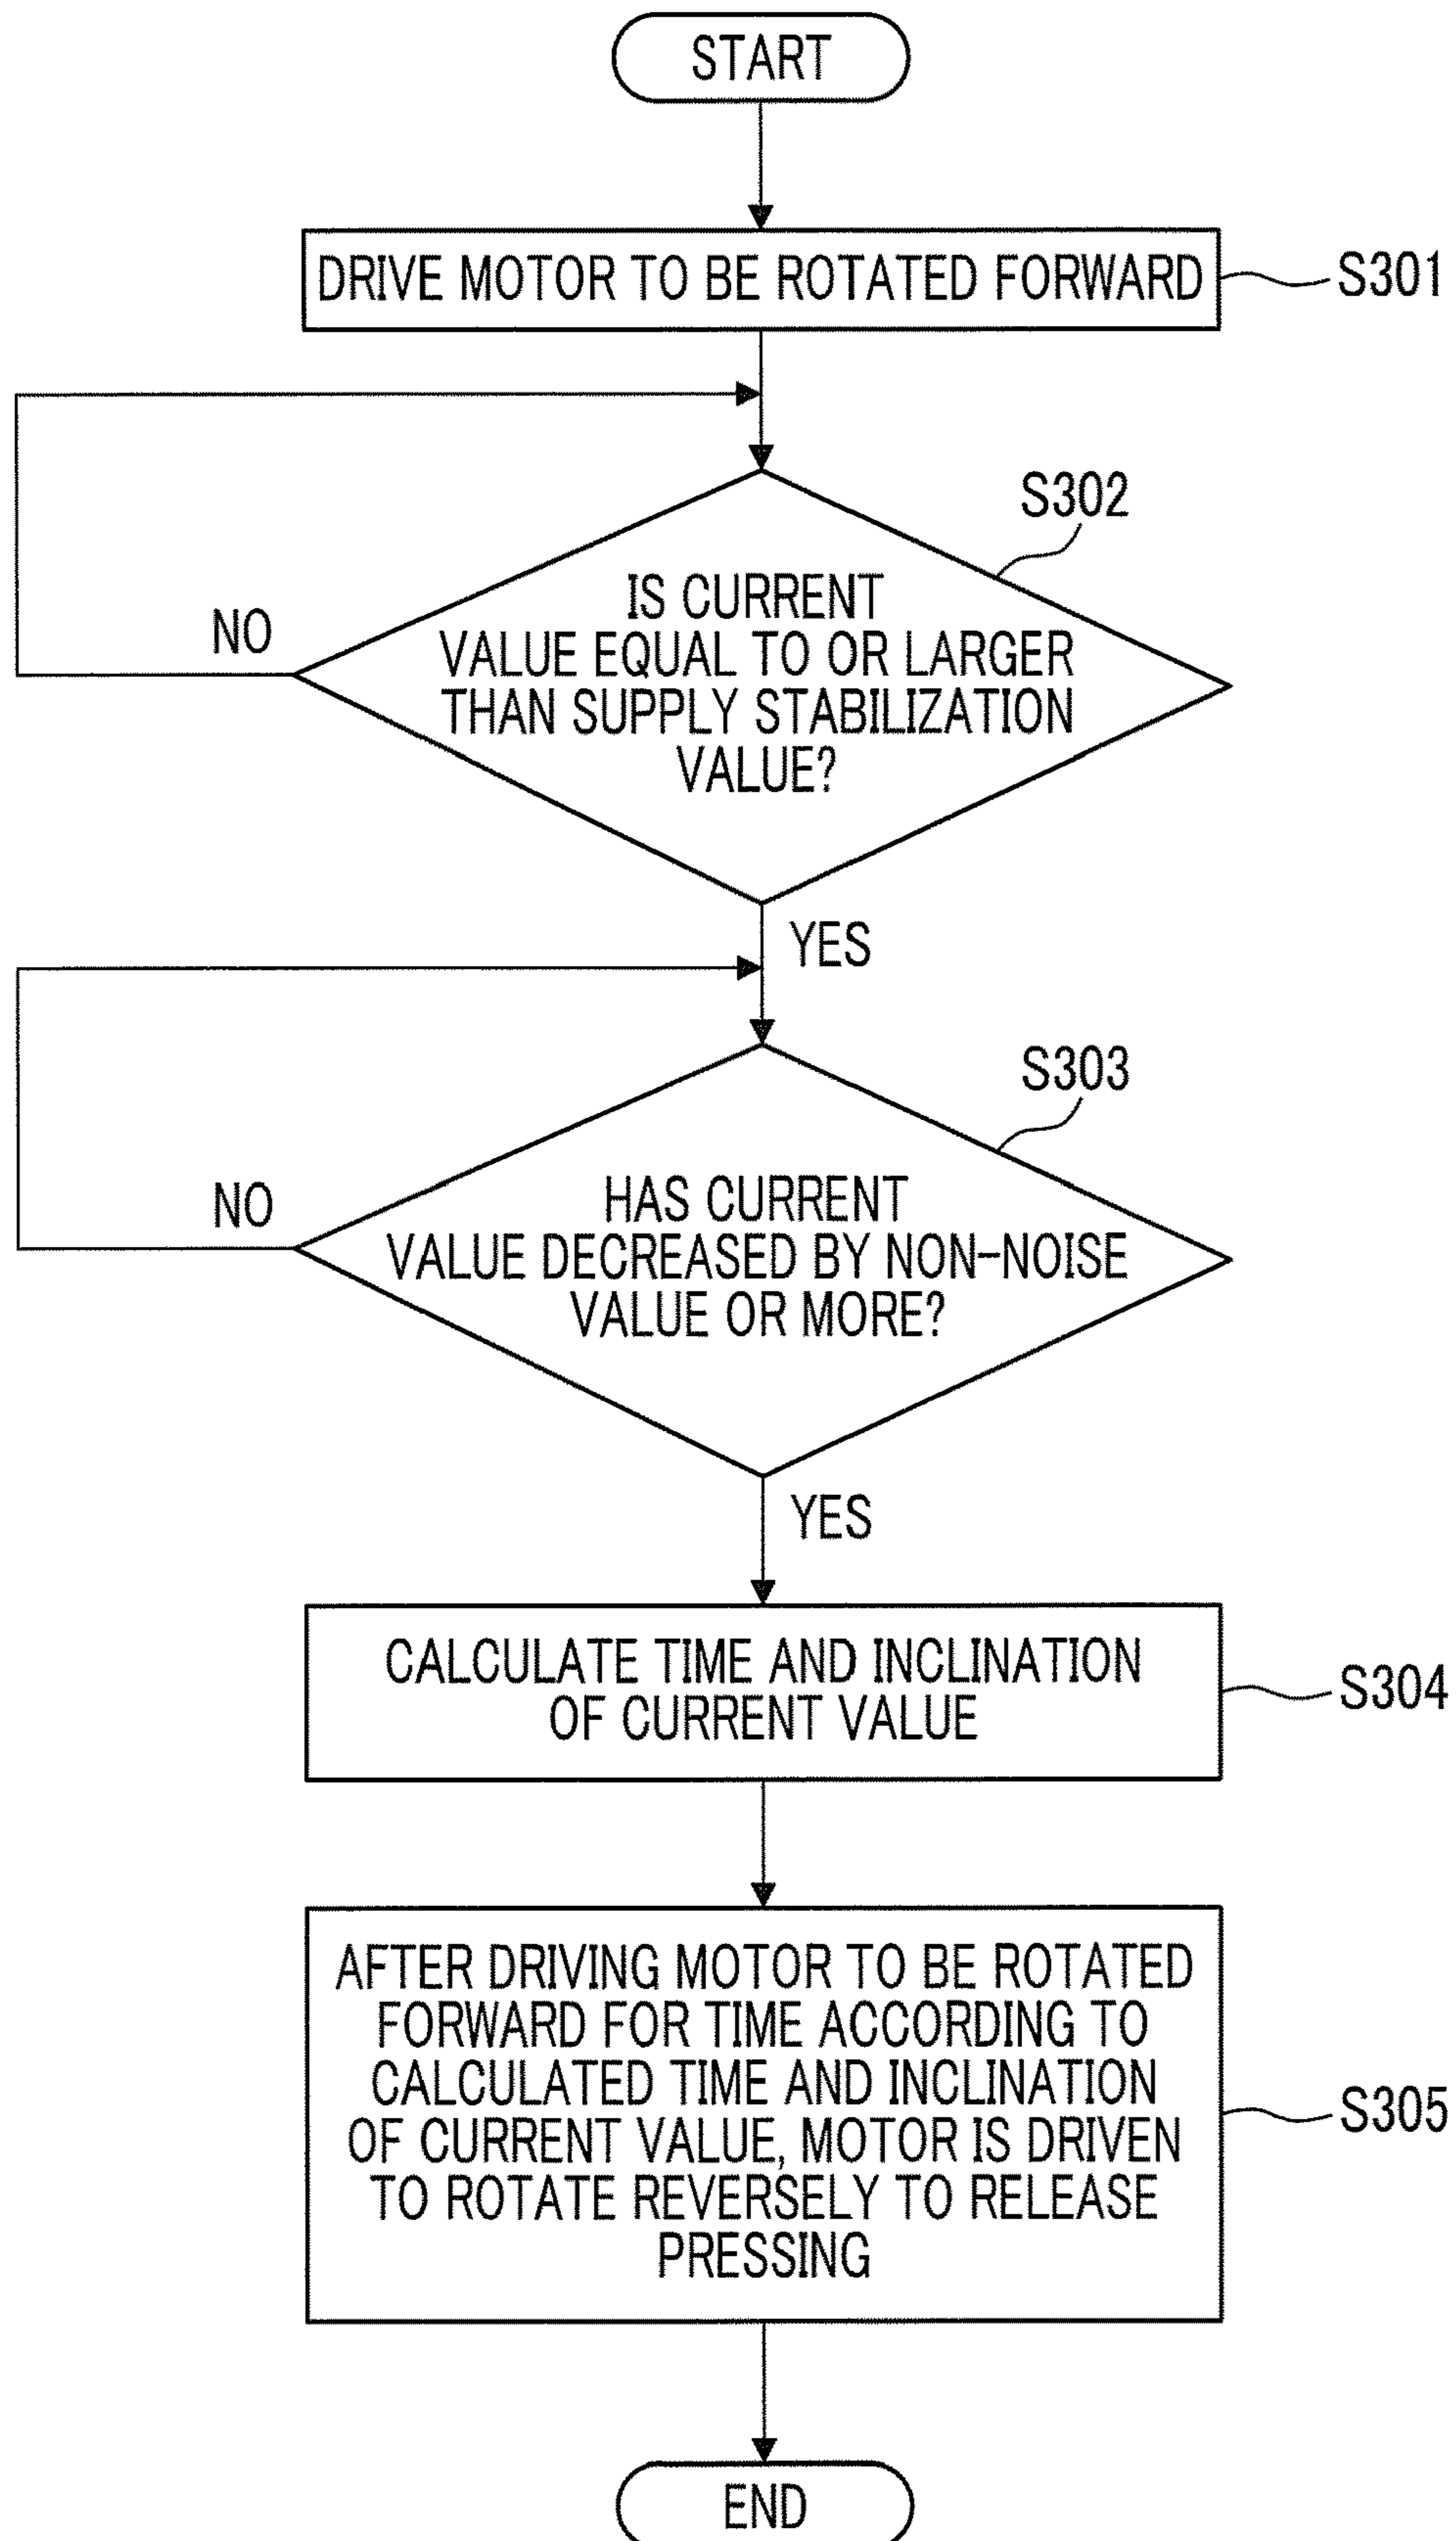 START
DRIVE MOTOR TO BE ROTATED FORWARD
S301
S302
IS CURRENT
VALUE EQUAL TO OR LARGER
THAN SUPPLY STABILIZATION
VALUE?
NO
YES
S303
HAS CURRENT
VALUE DECREASED BY NON-NOISE
VALUE OR MORE?
NO
YES
CALCULATE TIME AND INCLINATION
OF CURRENT VALUE
S304
AFTER DRIVING MOTOR TO BE ROTATED
FORWARD FOR TIME ACCORDING TO
CALCULATED TIME AND INCLINATION
OF CURRENT VALUE, MOTOR IS DRIVEN
TO ROTATE REVERSELY TO RELEASE
PRESSING
S305
END